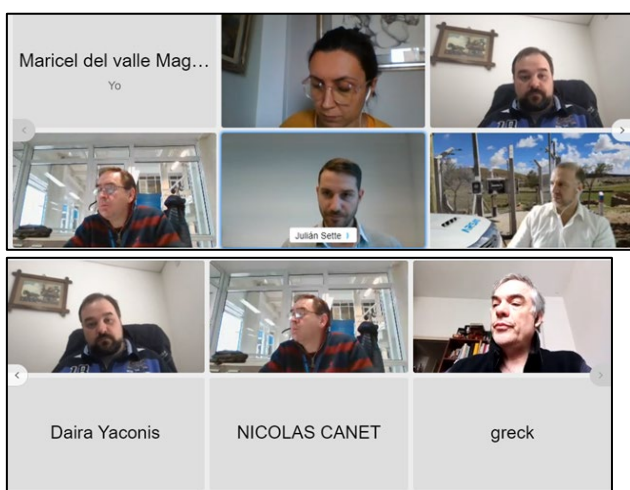 Maricel del valle Mag...
Yo
Julián Sette
Daira Yaconis
NICOLAS CANET
greck